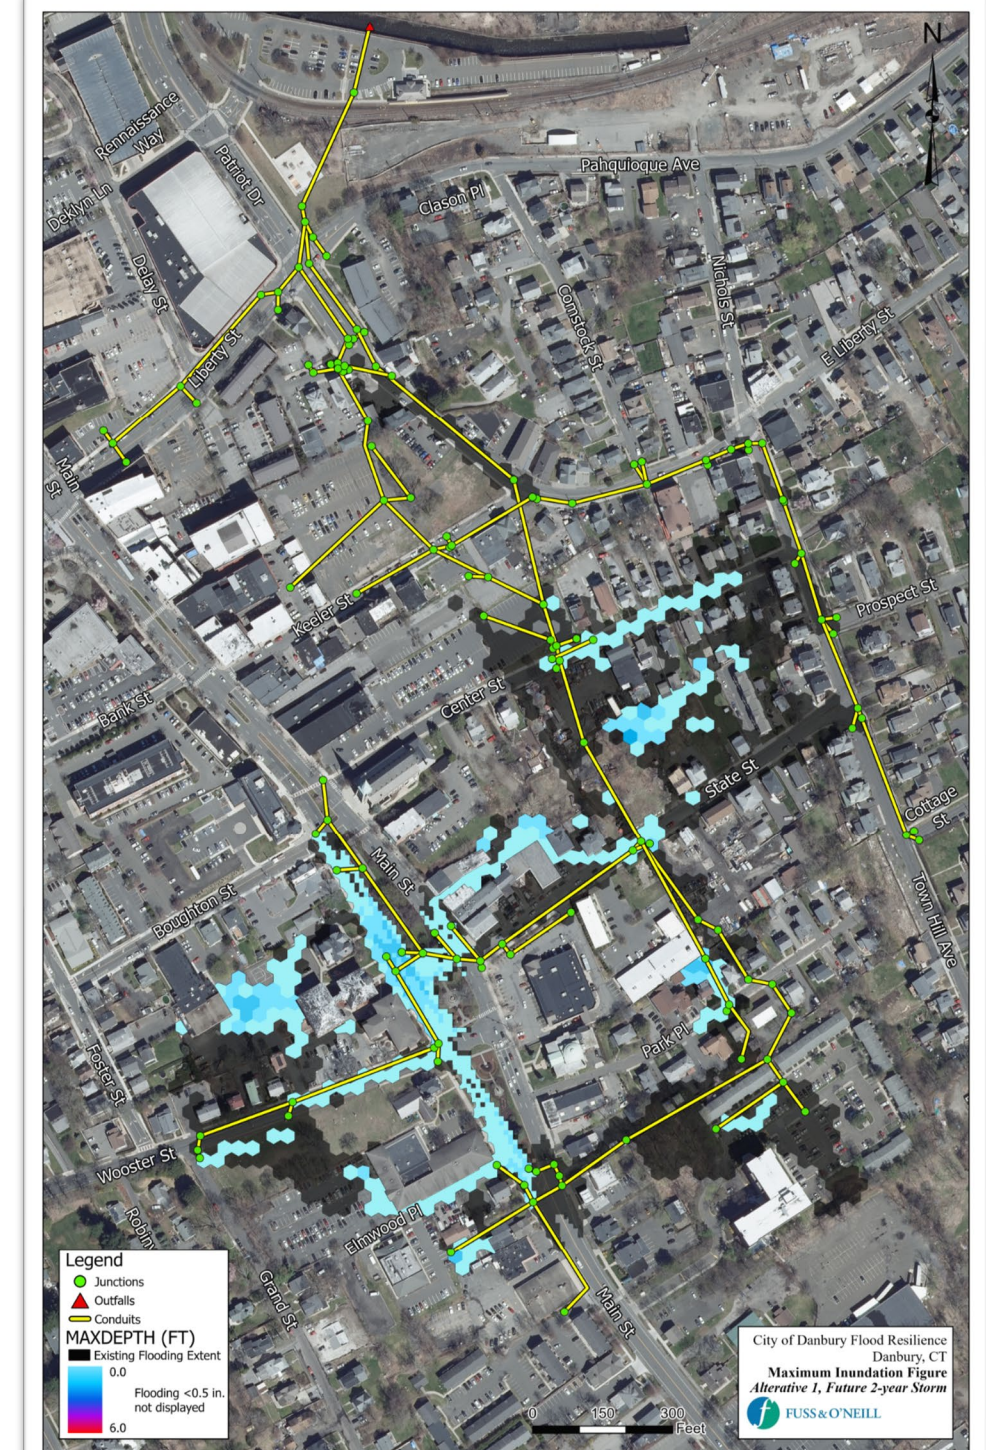 N
Rennaissance
Way
Patriot Dr
Pahquioque Ave
Clason Pl
Deklyn Ln
Delay St
Nichols St
Comstock St
E Liberty St
Liberty St
Main
St
Prospect St
Keeler St
Center St
Bank St
State St
Cottage
St
Main St
Boughton St
Town Hill Ave
Park Pl
Foster St
Wooster St
Elmwood Pl
Robinv
Grand St
Main St
Legend
Junctions
Outfalls
Conduits
MAXDEPTH (FT)
Existing Flooding Extent
0.0
Flooding <0.5 in.
not displayed
6.0
City of Danbury Flood Resilience
Danbury, CT
Maximum Inundation Figure
Alterative 1, Future 2-year Storm
FUSS & O'NEILL
0 150 300
Feet